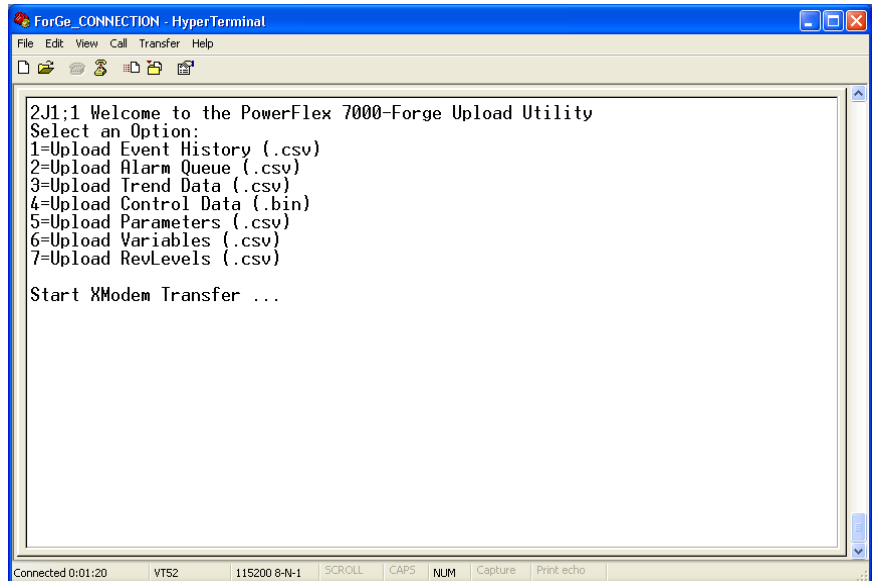 ForGe_CONNECTION - HyperTerminal
File Edit View Call Transfer Help
2J1;1 Welcome to the PowerFlex 7000-Forge Upload Utility
Select an Option:
1=Upload Event History (.csv)
2=Upload Alarm Queue (.csv)
3=Upload Trend Data (.csv)
4=Upload Control Data (.bin)
5=Upload Parameters (.csv)
6=Upload Variables (.csv)
7=Upload RevLevels (.csv)
Start XModem Transfer ...
Connected 0:01:20 VT52 115200 8-N-1 SCROLL CAPS NUM Capture Print echo